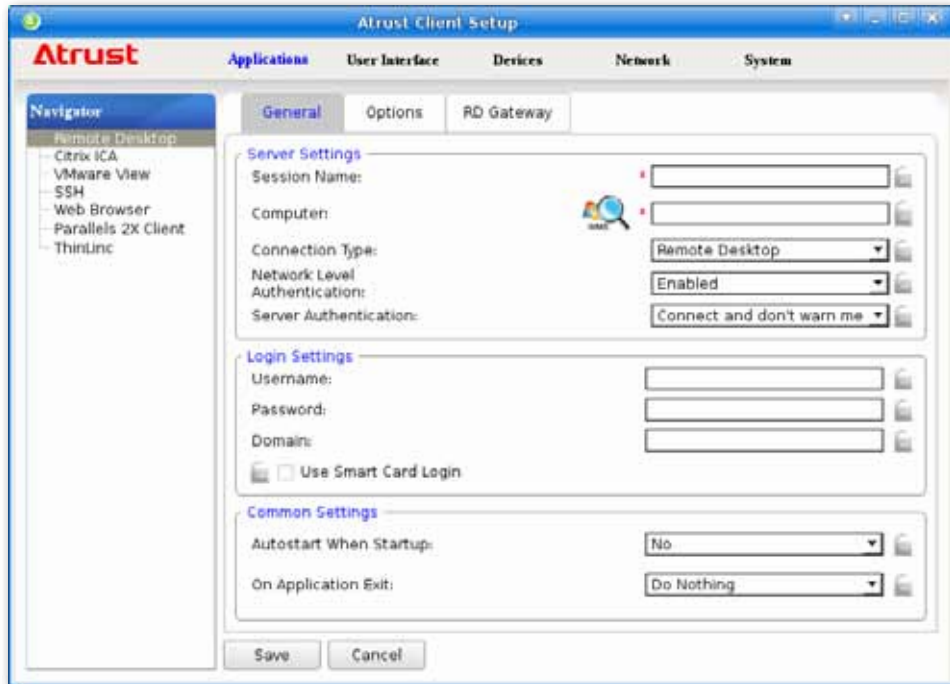 Atrust Client Setup
Atrust
Applications User Interface Devices Network System
Navigator
Remote Desktop
Citrix ICA
VMware View
SSH
Web Browser
Parallels 2X Client
ThinLinc
General Options RD Gateway
Server Settings
Session Name: *
Computer: *
Connection Type: Remote Desktop
Network Level
Authentication: Enabled
Server Authentication: Connect and don't warn me
Login Settings
Username:
Password:
Domain:
Use Smart Card Login
Common Settings
Autostart When Startup: No
On Application Exit: Do Nothing
Save Cancel